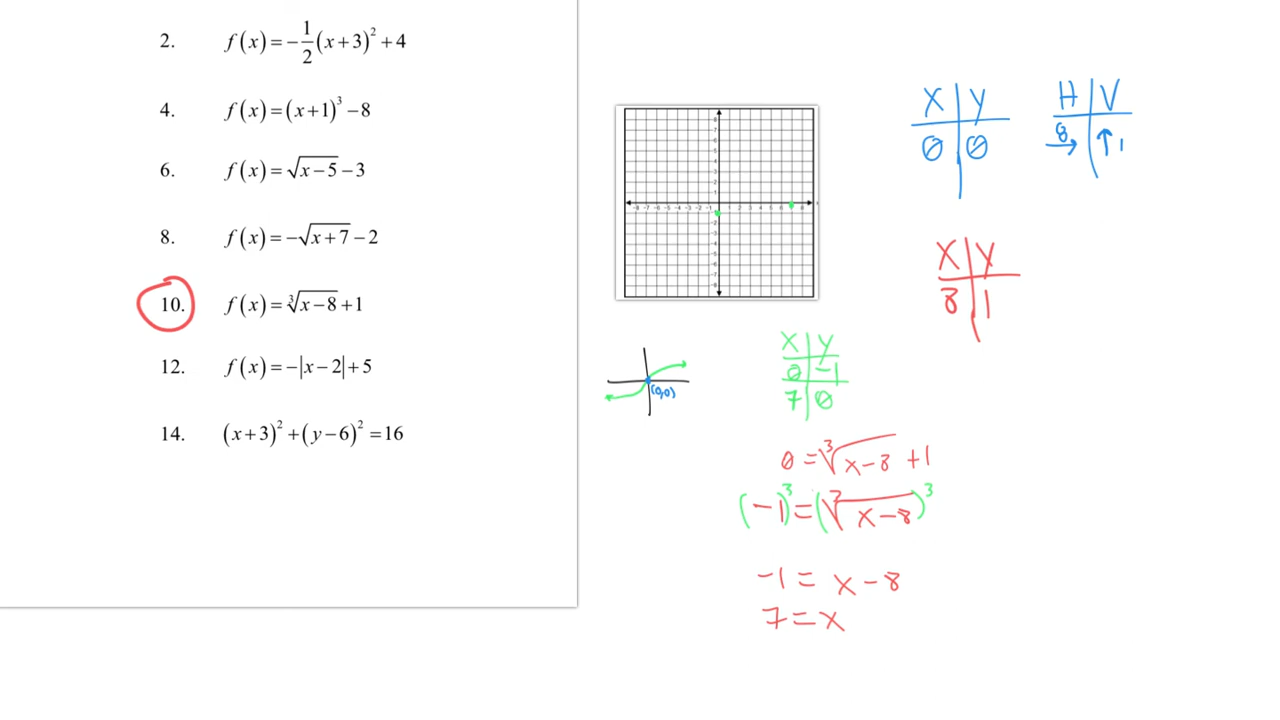 2. f(x) = -1/2(x+3)² + 4
4. f(x) = (x+1)³ - 8
6. f(x) = √(x-5) - 3
8. f(x) = -√(x+7) - 2
10. f(x) = ∛(x-8) + 1
12. f(x) = -|x-2| + 5
14. (x+3)² + (y-6)² = 16
X | Y
0 | 0
H | V
8→ | ↑1
X | Y
8 | 1
(0,0)
X | Y
0 | -1
7 | 0
0 = ∛(x-8) + 1
(-1)³ = (∛(x-8))³
-1 = x - 8
7 = x